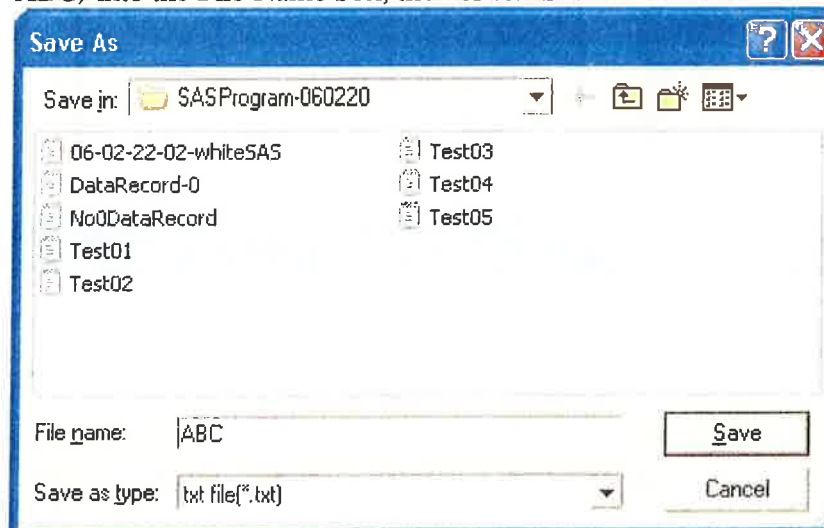 Save As
Save in: SASProgram-060220
06-02-22-02-whiteSAS
DataRecord-0
No0DataRecord
Test01
Test02
Test03
Test04
Test05
File name: ABC
Save
Save as type: txt file(*.txt)
Cancel